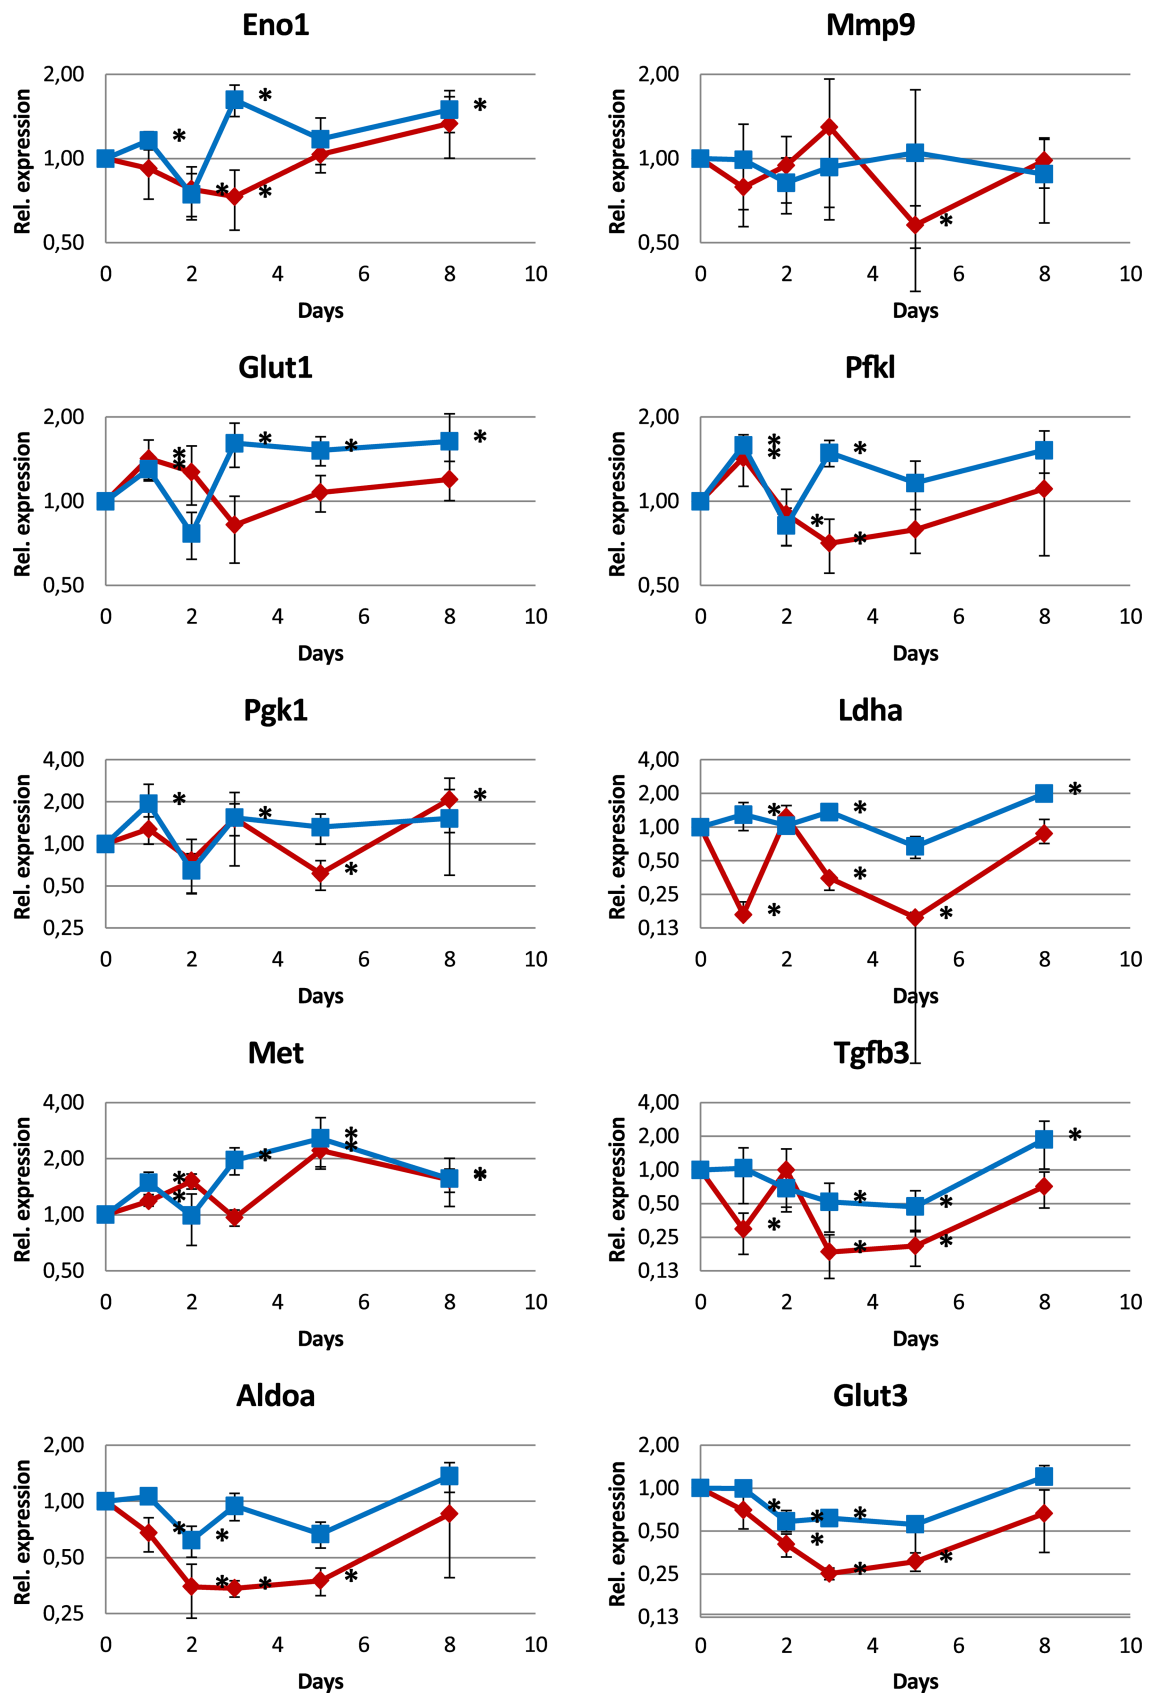 Eno1
Rel. expression
2,00
1,00
0,50
0 2 4 6 8 10
Days
* * * * *
Mmp9
Rel. expression
2,00
1,00
0,50
0 2 4 6 8 10
Days
*
Glut1
Rel. expression
2,00
1,00
0,50
0 2 4 6 8 10
Days
* * * * *
Pfkl
Rel. expression
2,00
1,00
0,50
0 2 4 6 8 10
Days
* * * * *
Pgk1
Rel. expression
4,00
2,00
1,00
0,50
0,25
0 2 4 6 8 10
Days
* * * *
Ldha
Rel. expression
4,00
2,00
1,00
0,50
0,25
0,13
0 2 4 6 8 10
Days
* * * * * *
Met
Rel. expression
4,00
2,00
1,00
0,50
0 2 4 6 8 10
Days
* * * * * *
Tgfb3
Rel. expression
4,00
2,00
1,00
0,50
0,25
0,13
0 2 4 6 8 10
Days
* * * * * *
Aldoa
Rel. expression
2,00
1,00
0,50
0,25
0 2 4 6 8 10
Days
* * * * *
Glut3
Rel. expression
2,00
1,00
0,50
0,25
0,13
0 2 4 6 8 10
Days
* * * * * *